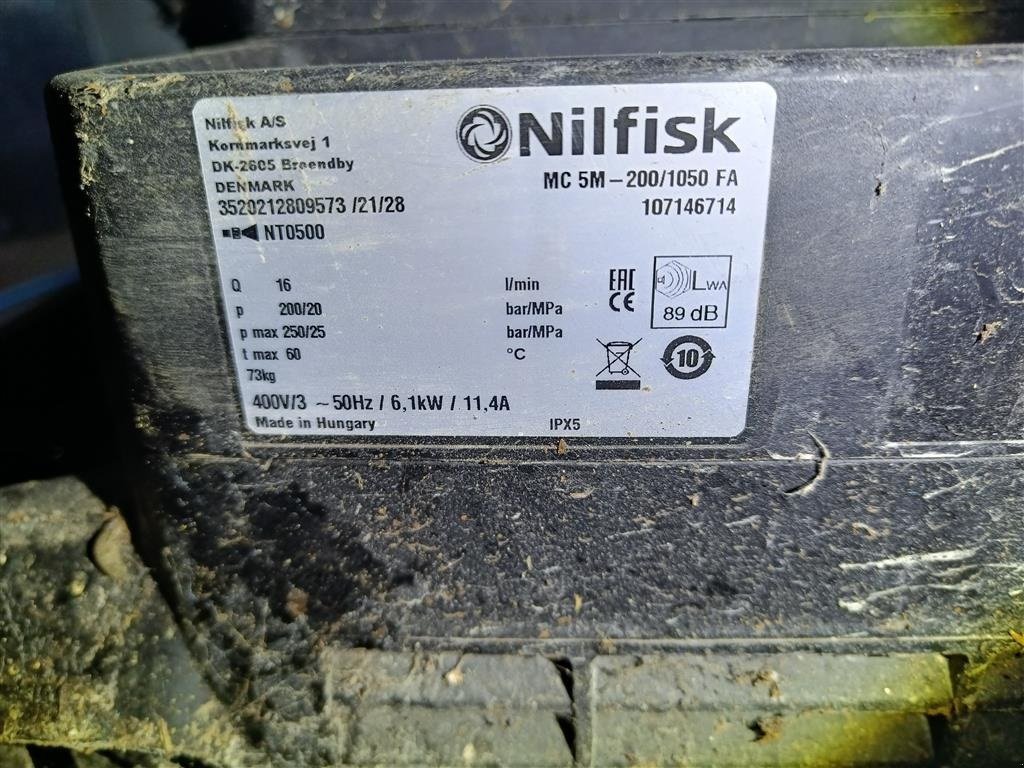 Nilfisk A/S
Kornmarksvej 1
DK-2605 Broendby
DENMARK
3520212809573 /21/28
NT0500
Nilfisk
MC 5M-200/1050 FA
107146714
Q 16 l/min
p 200/20 bar/MPa
p max 250/25 bar/MPa
t max 60 °C
73kg
EAC
CE
LWA
89 dB
10
400V/3 ~50Hz / 6,1kW / 11,4A
Made in Hungary
IPX5